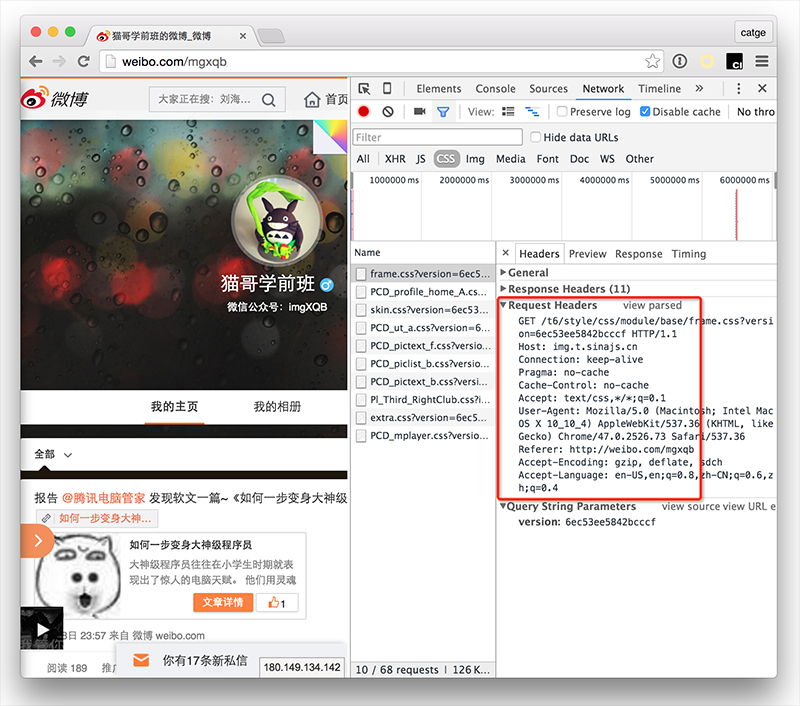 猫哥学前班的微博_微博
catge
weibo.com/mgxqb
微博
大家正在搜：刘海...
首页
猫哥学前班
微信公众号：imgXQB
我的主页
我的相册
全部
报告 @腾讯电脑管家 发现软文一篇~《如何一步变身大神级
如何一步变身大神...
如何一步变身大神级程序员
大神级程序员往往在小学生时期就表
现出了惊人的电脑天赋。 他们用灵魂
文章详情
1
日 23:57 来自 微博 weibo.com
阅读 189
推广
你有17条新私信
180.149.134.142
Elements Console Sources Network Timeline »
View: Preserve log Disable cache No thro
Filter
Hide data URLs
All XHR JS CSS Img Media Font Doc WS Other
1000000 ms 2000000 ms 3000000 ms 4000000 ms 5000000 ms 6000000 ms
Name
frame.css?version=6ec5...
PCD_profile_home_A.cs...
skin.css?version=6ec53...
PCD_ut_a.css?version=6...
PCD_pictext_f.css?versi...
PCD_piclist_b.css?versi...
PCD_pictext_b.css?versi...
Pl_Third_RightClub.css?i...
extra.css?version=6ec5...
PCD_mplayer.css?version...
10 / 68 requests | 126 K...
× Headers Preview Response Timing
General
Response Headers (11)
Request Headers view parsed
GET /t6/style/css/module/base/frame.css?versi
on=6ec53ee5842bcccf HTTP/1.1
Host: img.t.sinajs.cn
Connection: keep-alive
Pragma: no-cache
Cache-Control: no-cache
Accept: text/css,*/*;q=0.1
User-Agent: Mozilla/5.0 (Macintosh; Intel Mac
OS X 10_10_4) AppleWebKit/537.36 (KHTML, like
Gecko) Chrome/47.0.2526.73 Safari/537.36
Referer: http://weibo.com/mgxqb
Accept-Encoding: gzip, deflate, sdch
Accept-Language: en-US,en;q=0.8,zh-CN;q=0.6,z
h;q=0.4
Query String Parameters view source view URL e
version: 6ec53ee5842bcccf